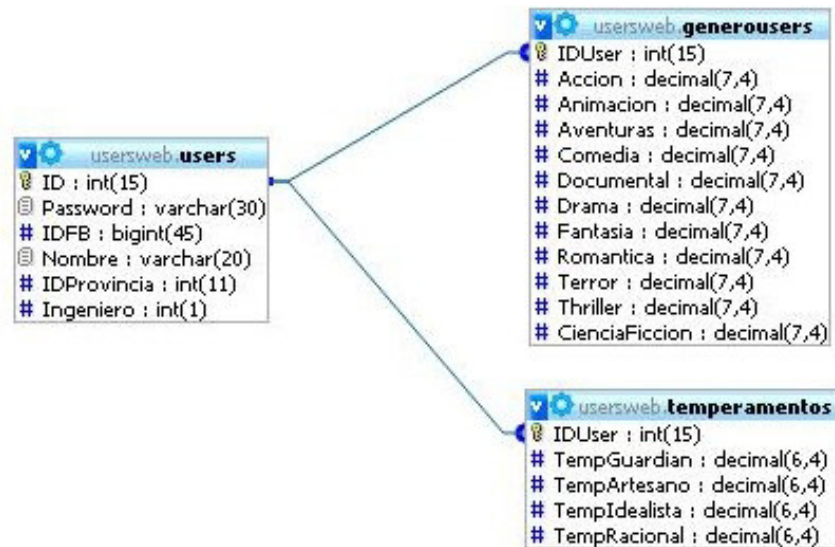 usersweb.users
ID : int(15)
Password : varchar(30)
IDFB : bigint(45)
Nombre : varchar(20)
IDProvincia : int(11)
Ingeniero : int(1)
usersweb.generousers
IDUser : int(15)
Accion : decimal(7,4)
Animacion : decimal(7,4)
Aventuras : decimal(7,4)
Comedia : decimal(7,4)
Documental : decimal(7,4)
Drama : decimal(7,4)
Fantasia : decimal(7,4)
Romantica : decimal(7,4)
Terror : decimal(7,4)
Thriller : decimal(7,4)
CienciaFiccion : decimal(7,4)
usersweb.temperamentos
IDUser : int(15)
TempGuardian : decimal(6,4)
TempArtesano : decimal(6,4)
TempIdealista : decimal(6,4)
TempRacional : decimal(6,4)